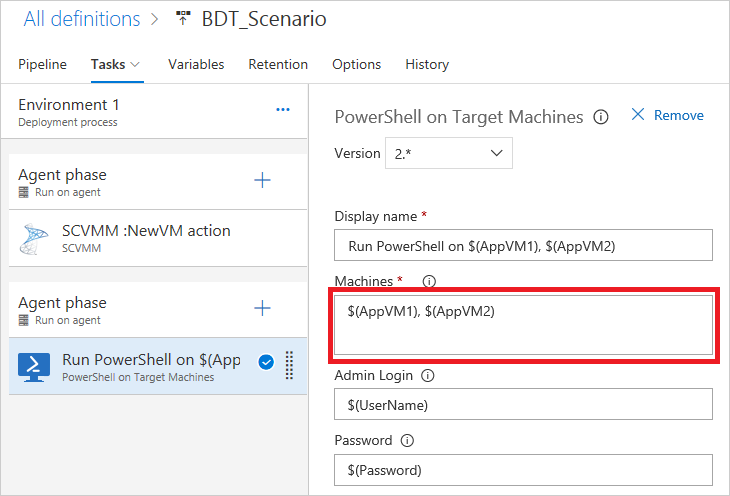 All definitions > BDT_Scenario
Pipeline Tasks Variables Retention Options History
Environment 1 ...
Deployment process
Agent phase
Run on agent
SCVMM :NewVM action
SCVMM
Agent phase
Run on agent
Run PowerShell on $(App
PowerShell on Target Machines
PowerShell on Target Machines
Remove
Version 2.*
Display name *
Run PowerShell on $(AppVM1), $(AppVM2)
Machines *
$(AppVM1), $(AppVM2)
Admin Login
$(UserName)
Password
$(Password)